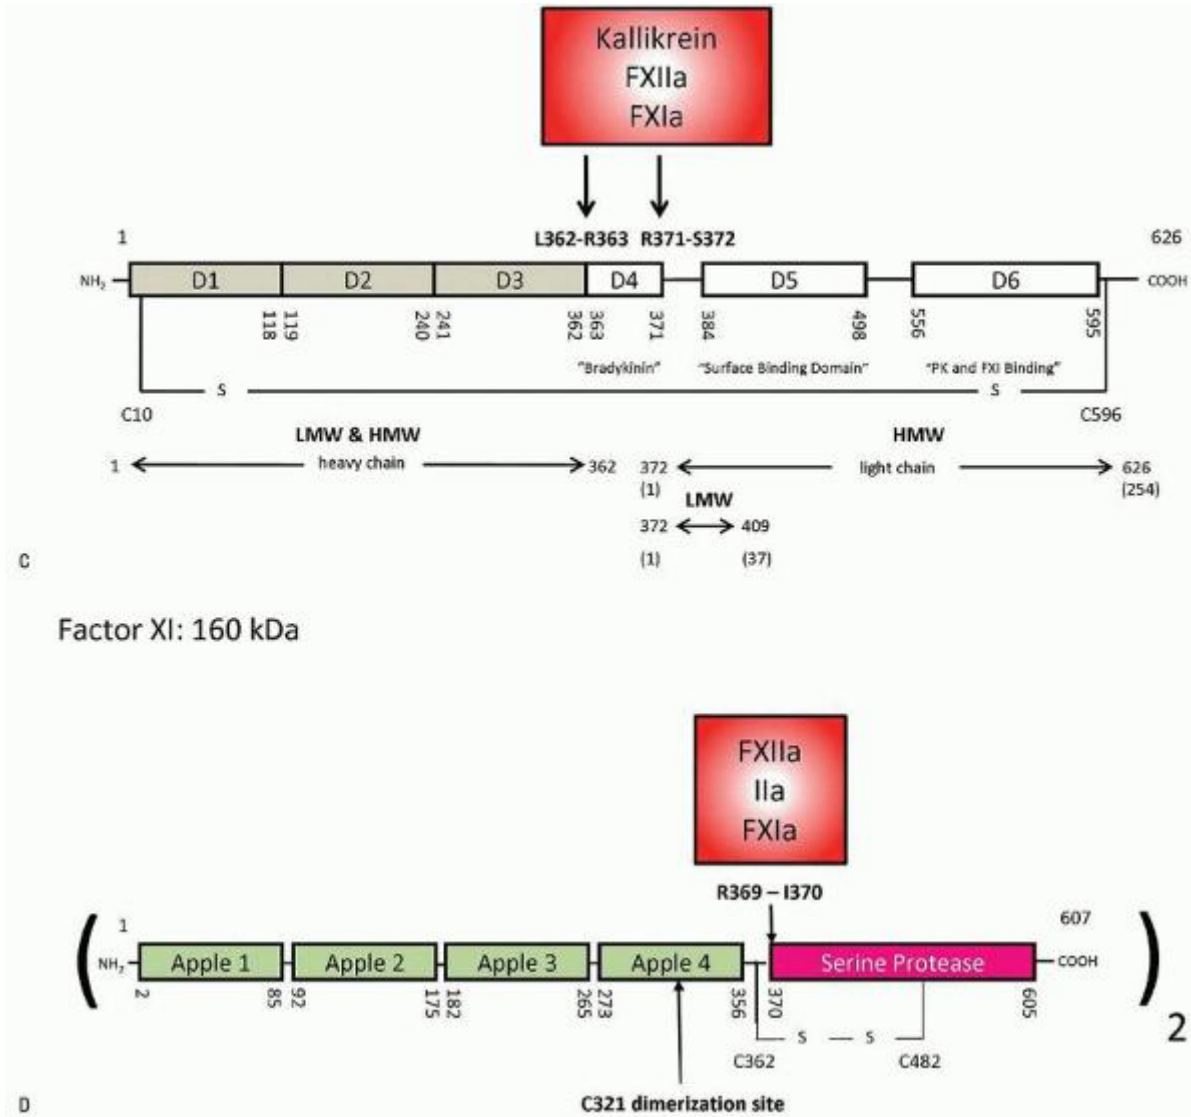 Kallikrein
FXIIa
FXIa
L362-R363 R371-S372
1
626
NH2
D1
D2
D3
D4
D5
D6
COOH
118
119
240
241
362
363
371
384
498
556
595
"Bradykinin"
"Surface Binding Domain"
"PK and FXI Binding"
S
S
C10
C596
LMW & HMW
HMW
1
heavy chain
362
372
light chain
626
(1)
(254)
LMW
372
409
(1)
(37)
C
Factor XI: 160 kDa
FXIIa
IIa
FXIa
R369 – I370
(
1
607
)
2
NH2
Apple 1
Apple 2
Apple 3
Apple 4
Serine Protease
COOH
2
85
92
175
182
265
273
356
370
605
S
S
C362
C482
C321 dimerization site
D